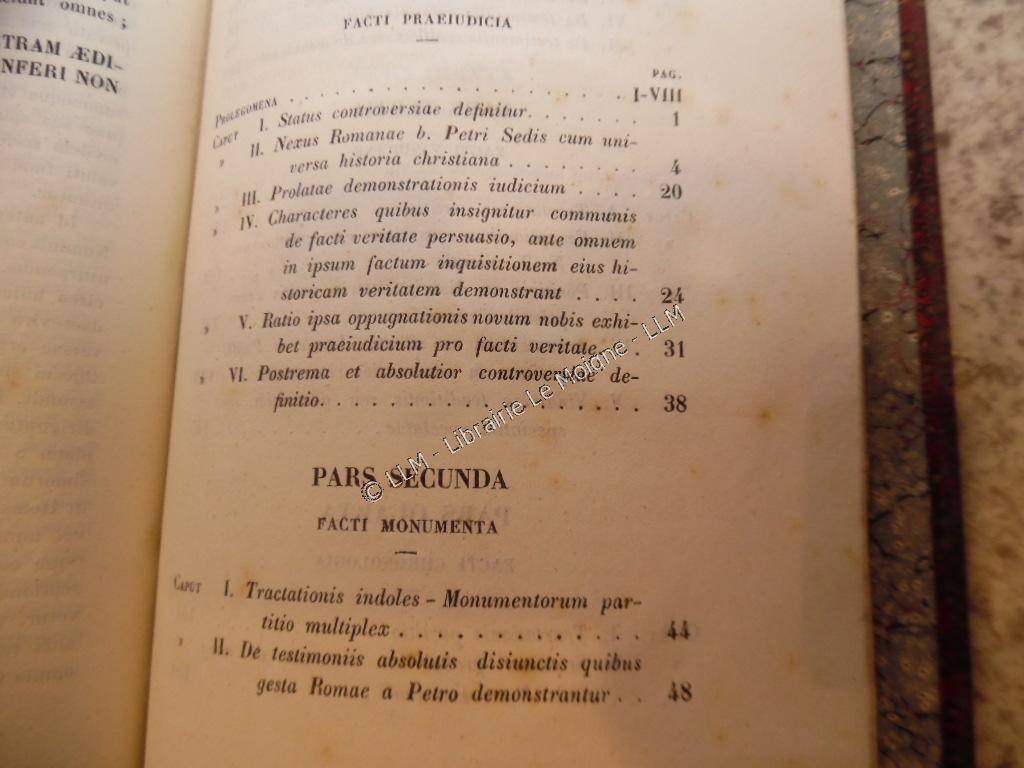 omnes ;
TRAM ÆDI-
NFERI NON
FACTI PRAEIUDICIA
PAG.
PROLEGOMENA . . . . . . . . . . . . . . . . I-VIII
CAPUT I. Status controversiae definitur. . . . . . . . 1
» II. Nexus Romanae b. Petri Sedis cum uni-
versa historia christiana . . . . . . . . 4
» III. Prolatae demonstrationis iudicium . . . . 20
» IV. Characteres quibus insignitur communis
de facti veritate persuasio, ante omnem
in ipsum factum inquisitionem eius hi-
storicam veritatem demonstrant . . . . 24
» V. Ratio ipsa oppugnationis novum nobis exhi-
bet praeiudicium pro facti veritate. . . 31
» VI. Postrema et absolutior controversiae de-
finitio. . . . . . . . . . . . . . . . . 38
© LLM - Librairie Le Moigne - LLM
PARS SECUNDA
FACTI MONUMENTA
CAPUT I. Tractationis indoles – Monumentorum par-
titio multiplex . . . . . . . . . . . . . 44
» II. De testimoniis absolutis disiunctis quibus
gesta Romae a Petro demonstrantur . . 48